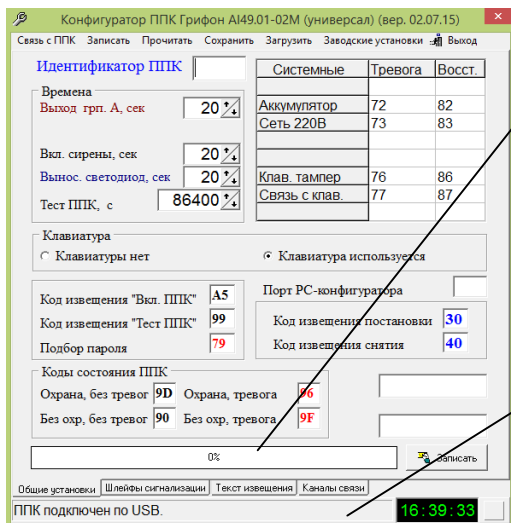 Конфигуратор ППК Грифон AI49.01-02М (универсал) (вер. 02.07.15)
Связь с ППК Записать Прочитать Сохранить Загрузить Заводские установки Выход
Идентификатор ППК
Системные Тревога Восст.
Времена
Выход грп. А, сек 20
Аккумулятор 72 82
Сеть 220В 73 83
Вкл. сирены, сек 20
Вынос. светодиод, сек 20
Клав. тампер 76 86
Тест ППК, с 86400
Связь с клав. 77 87
Клавиатура
Клавиатуры нет Клавиатура используется
Код извещения "Вкл. ППК" A5
Порт РС-конфигуратора
Код извещения "Тест ППК" 99
Код извещения постановки 30
Подбор пароля 79
Код извещения снятия 40
Коды состояния ППК
Охрана, без тревог 9D Охрана, тревога 96
Без охр, без тревог 90 Без охр, тревога 9F
0%
Записать
Общие установки Шлейфы сигнализации Текст извещения Каналы связи
ППК подключен по USB. 16:39:33